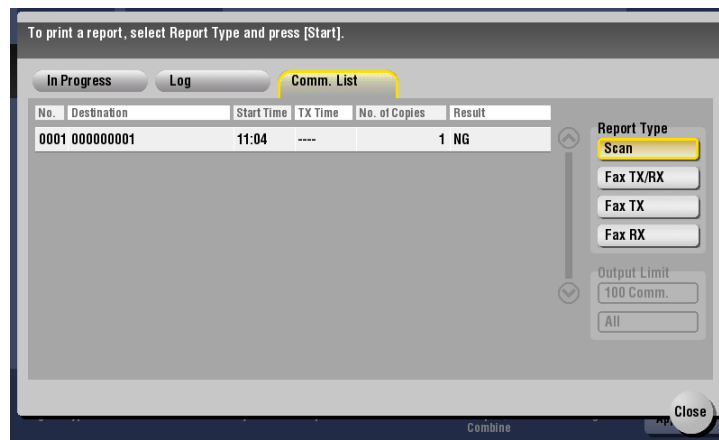 To print a report, select Report Type and press [Start].
In Progress Log Comm. List
No. Destination Start Time TX Time No. of Copies Result
0001 000000001 11:04 ---- 1 NG
Report Type
Scan
Fax TX/RX
Fax TX
Fax RX
Output Limit
100 Comm.
All
Close
Combine